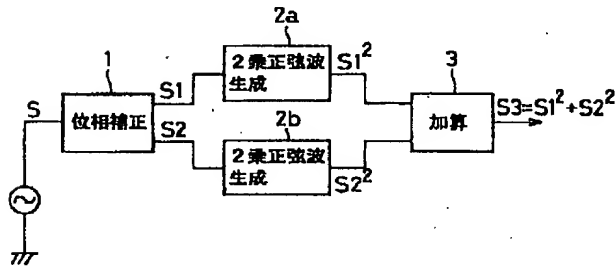 2a
1
2乗正弦波
生成
S1²
3
S
位相補正
S1
S2
2b
2乗正弦波
生成
S2²
加算
S3=S1²+S2²